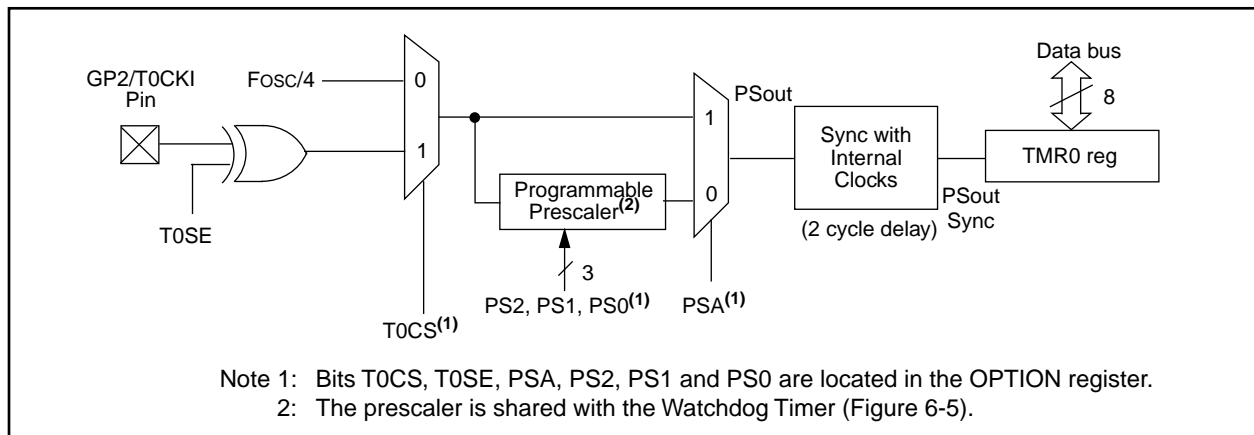 Data bus
8
GP2/T0CKI
Pin
FOSC/4
0
1
T0SE
T0CS(1)
Programmable
Prescaler(2)
3
PS2, PS1, PS0(1)
1
0
PSA(1)
PSout
Sync with
Internal
Clocks
(2 cycle delay)
PSout
Sync
TMR0 reg
Note 1: Bits T0CS, T0SE, PSA, PS2, PS1 and PS0 are located in the OPTION register.
2: The prescaler is shared with the Watchdog Timer (Figure 6-5).